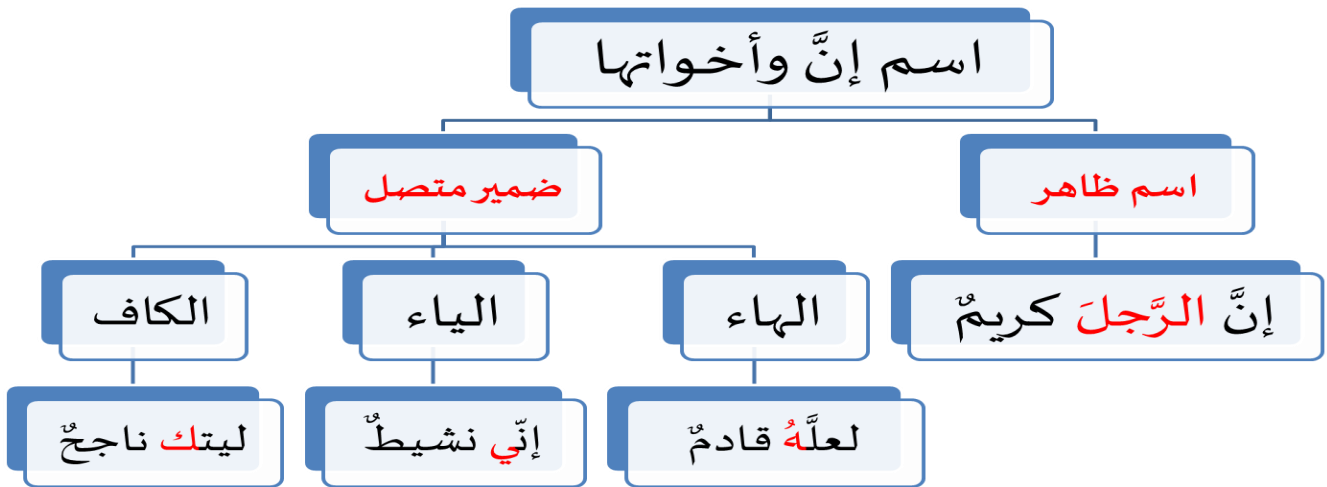 اسم إنَّ وأخواتها
اسم ظاهر
ضمير متصل
إنَّ الرَّجلَ كريمٌ
الهاء
الياء
الكاف
لعلَّهُ قادمٌ
إنّي نشيطٌ
ليتك ناجحٌ